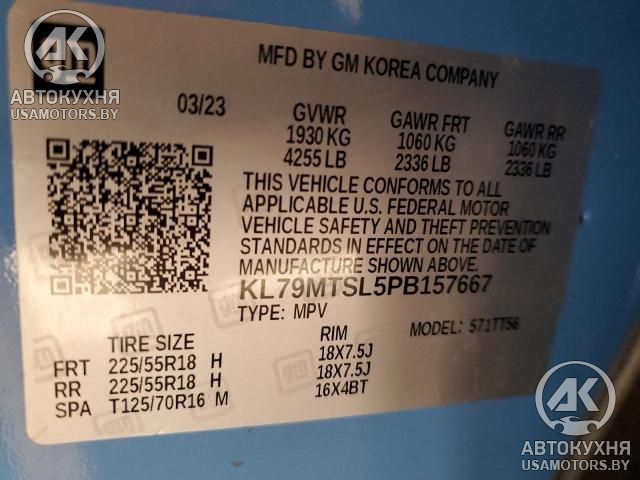 AK
АВТОКУХНЯ
USAMOTORS.BY
MFD BY GM KOREA COMPANY
03/23 GVWR GAWR FRT GAWR RR
1930 KG 1060 KG 1060 KG
4255 LB 2336 LB 2336 LB
THIS VEHICLE CONFORMS TO ALL
APPLICABLE U.S. FEDERAL MOTOR
VEHICLE SAFETY AND THEFT PREVENTION
STANDARDS IN EFFECT ON THE DATE OF
MANUFACTURE SHOWN ABOVE.
KL79MTSL5PB157667
TYPE: MPV MODEL: 571TT56
TIRE SIZE RIM
FRT 225/55R18 H 18X7.5J
RR 225/55R18 H 18X7.5J
SPA T125/70R16 M 16X4BT
AK
АВТОКУХНЯ
USAMOTORS.BY